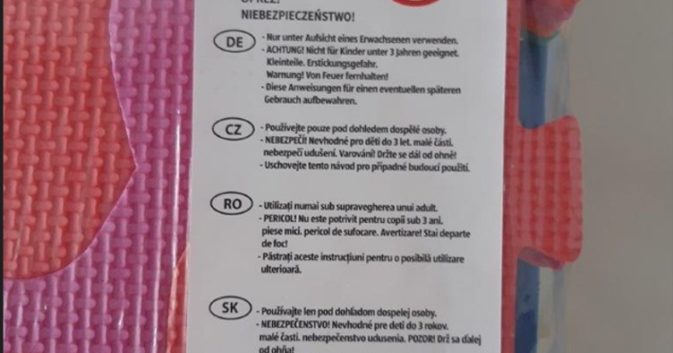 NIEBEZPIECZEŃSTWO!
DE
- Nur unter Aufsicht eines Erwachsenen verwenden.
- ACHTUNG! Nicht für Kinder unter 3 Jahren geeignet.
Kleinteile. Erstickungsgefahr.
Warnung! Von Feuer fernhalten!
- Diese Anweisungen für einen eventuellen späteren
Gebrauch aufbewahren.
CZ
- Používejte pouze pod dohledem dospělé osoby.
- NEBEZPEČÍ! Nevhodné pro děti do 3 let. malé části.
nebezpečí udušení. Varování! Držte se dál od ohně!
- Uschovejte tento návod pro případné budoucí použití.
RO
- Utilizați numai sub supravegherea unui adult.
- PERICOL! Nu este potrivit pentru copii sub 3 ani.
piese mici. pericol de sufocare. Avertizare! Stai departe
de foc!
- Păstrați aceste instrucțiuni pentru o posibilă utilizare
ulterioară.
SK
- Používajte len pod dohľadom dospelej osoby.
- NEBEZPEČENSTVO! Nevhodné pre deti do 3 rokov.
malé časti. nebezpečenstvo udusenia. POZOR! Drž sa ďalej
od ohňa!